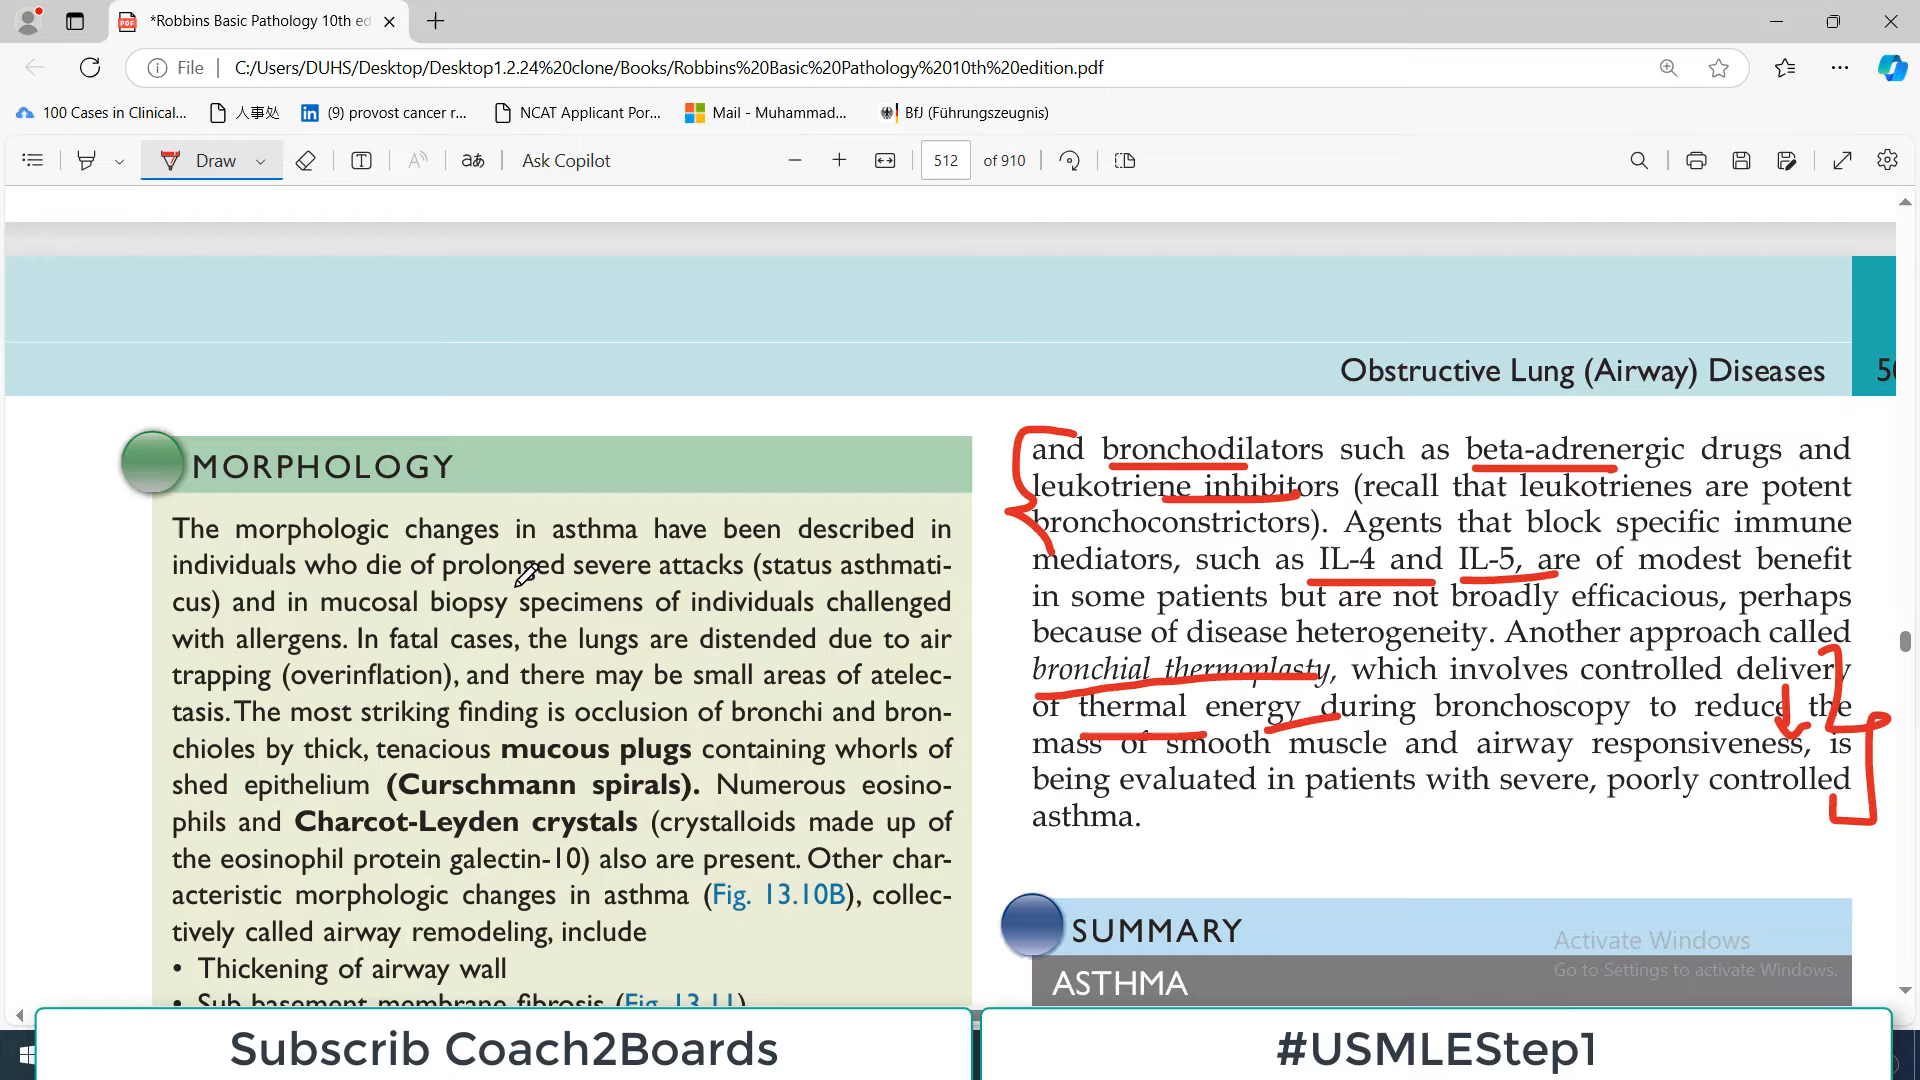 *Robbins Basic Pathology 10th ed
File
C:/Users/DUHS/Desktop/Desktop1.2.24%20clone/Books/Robbins%20Basic%20Pathology%2010th%20edition.pdf
100 Cases in Clinical...
人事处
(9) provost cancer r...
NCAT Applicant Por...
Mail - Muhammad...
BfJ (Führungszeugnis)
Draw
Ask Copilot
512 of 910
Obstructive Lung (Airway) Diseases
MORPHOLOGY
The morphologic changes in asthma have been described in
individuals who die of prolonged severe attacks (status asthmati-
cus) and in mucosal biopsy specimens of individuals challenged
with allergens. In fatal cases, the lungs are distended due to air
trapping (overinflation), and there may be small areas of atelec-
tasis. The most striking finding is occlusion of bronchi and bron-
chioles by thick, tenacious mucous plugs containing whorls of
shed epithelium (Curschmann spirals). Numerous eosino-
phils and Charcot-Leyden crystals (crystalloids made up of
the eosinophil protein galectin-10) also are present. Other char-
acteristic morphologic changes in asthma (Fig. 13.10B), collec-
tively called airway remodeling, include
• Thickening of airway wall
• Sub basement membrane fibrosis (Fig. 13.11)
and bronchodilators such as beta-adrenergic drugs and
leukotriene inhibitors (recall that leukotrienes are potent
bronchoconstrictors). Agents that block specific immune
mediators, such as IL-4 and IL-5, are of modest benefit
in some patients but are not broadly efficacious, perhaps
because of disease heterogeneity. Another approach called
bronchial thermoplasty, which involves controlled delivery
of thermal energy during bronchoscopy to reduce the
mass of smooth muscle and airway responsiveness, is
being evaluated in patients with severe, poorly controlled
asthma.
SUMMARY
ASTHMA
Activate Windows
Go to Settings to activate Windows.
Subscrib Coach2Boards
#USMLEStep1